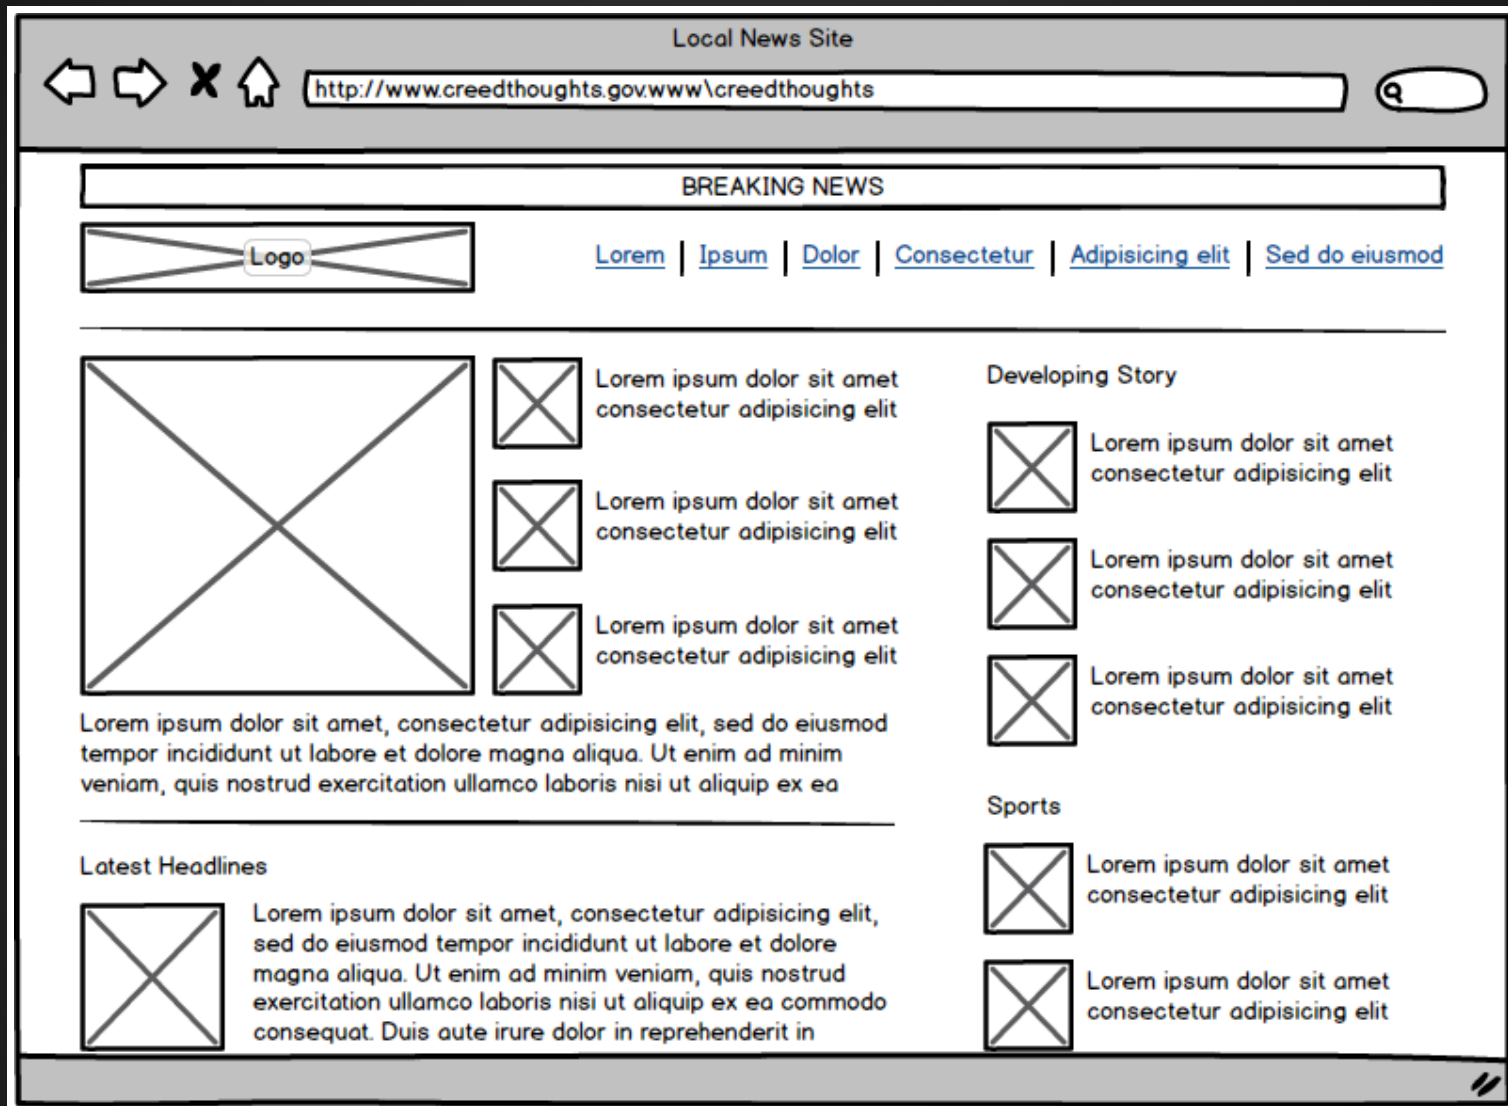 Local News Site
http://www.creedthoughts.gov.www\creedthoughts
BREAKING NEWS
Logo
Lorem | Ipsum | Dolor | Consectetur | Adipisicing elit | Sed do eiusmod
Lorem ipsum dolor sit amet
consectetur adipisicing elit
Lorem ipsum dolor sit amet
consectetur adipisicing elit
Lorem ipsum dolor sit amet
consectetur adipisicing elit
Lorem ipsum dolor sit amet, consectetur adipisicing elit, sed do eiusmod
tempor incididunt ut labore et dolore magna aliqua. Ut enim ad minim
veniam, quis nostrud exercitation ullamco laboris nisi ut aliquip ex ea
Latest Headlines
Lorem ipsum dolor sit amet, consectetur adipisicing elit,
sed do eiusmod tempor incididunt ut labore et dolore
magna aliqua. Ut enim ad minim veniam, quis nostrud
exercitation ullamco laboris nisi ut aliquip ex ea commodo
consequat. Duis aute irure dolor in reprehenderit in
Developing Story
Lorem ipsum dolor sit amet
consectetur adipisicing elit
Lorem ipsum dolor sit amet
consectetur adipisicing elit
Lorem ipsum dolor sit amet
consectetur adipisicing elit
Sports
Lorem ipsum dolor sit amet
consectetur adipisicing elit
Lorem ipsum dolor sit amet
consectetur adipisicing elit